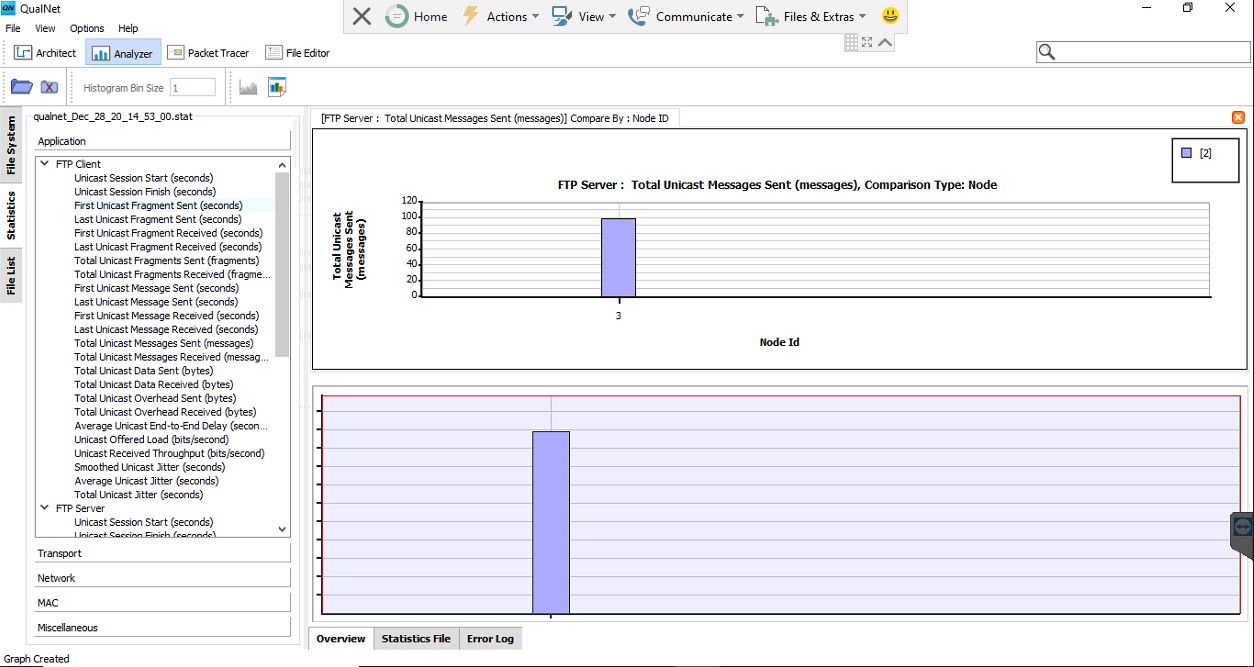 QN QualNet
Home Actions View Communicate Files & Extras
File View Options Help
Architect Analyzer Packet Tracer File Editor
Histogram Bin Size 1
File System
Statistics
File List
qualnet_Dec_28_20_14_53_00.stat
Application
FTP Client
Unicast Session Start (seconds)
Unicast Session Finish (seconds)
First Unicast Fragment Sent (seconds)
Last Unicast Fragment Sent (seconds)
First Unicast Fragment Received (seconds)
Last Unicast Fragment Received (seconds)
Total Unicast Fragments Sent (fragments)
Total Unicast Fragments Received (fragme...
First Unicast Message Sent (seconds)
Last Unicast Message Sent (seconds)
First Unicast Message Received (seconds)
Last Unicast Message Received (seconds)
Total Unicast Messages Sent (messages)
Total Unicast Messages Received (messag...
Total Unicast Data Sent (bytes)
Total Unicast Data Received (bytes)
Total Unicast Overhead Sent (bytes)
Total Unicast Overhead Received (bytes)
Average Unicast End-to-End Delay (secon...
Unicast Offered Load (bits/second)
Unicast Received Throughput (bits/second)
Smoothed Unicast Jitter (seconds)
Average Unicast Jitter (seconds)
Total Unicast Jitter (seconds)
FTP Server
Unicast Session Start (seconds)
Unicast Session Finish (seconds)
Transport
Network
MAC
Miscellaneous
[FTP Server : Total Unicast Messages Sent (messages)] Compare By : Node ID
[2]
FTP Server : Total Unicast Messages Sent (messages), Comparison Type: Node
Total Unicast
Messages Sent
(messages)
120
100
80
60
40
20
0
3
Node Id
Overview Statistics File Error Log
Graph Created